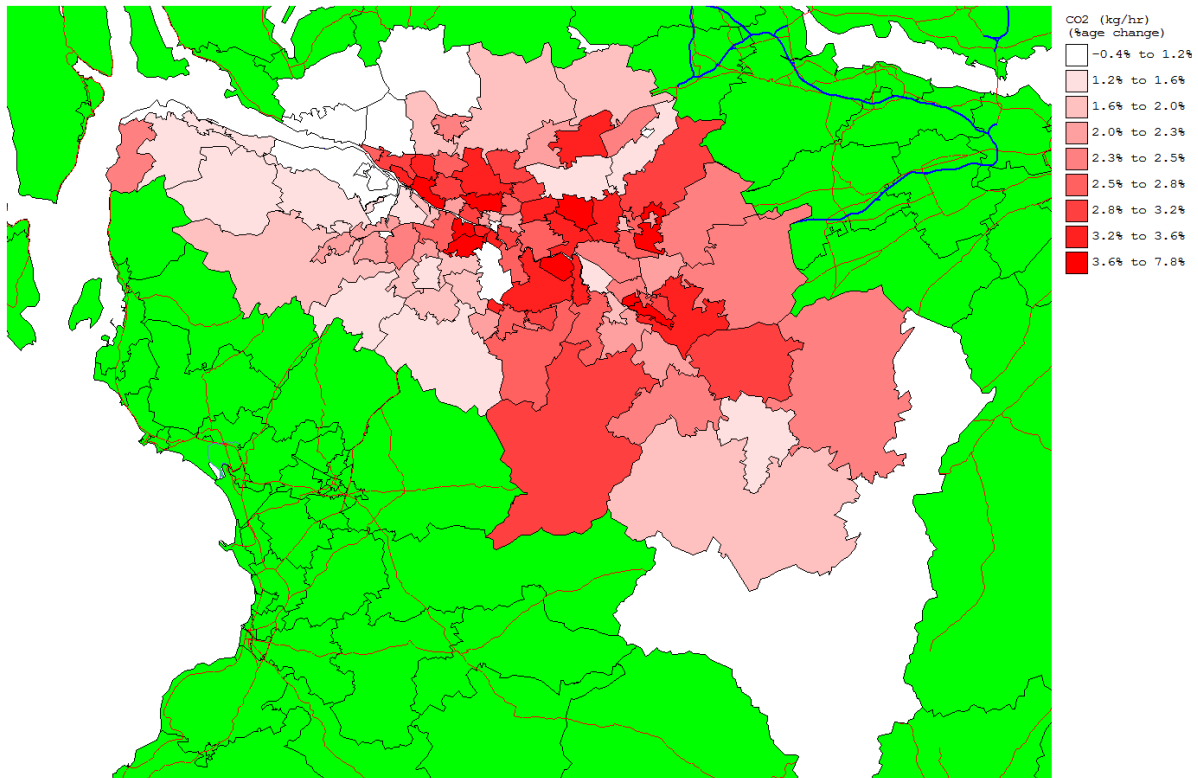 CO2 (kg/hr)
(%age change)
-0.4% to 1.2%
1.2% to 1.6%
1.6% to 2.0%
2.0% to 2.3%
2.3% to 2.5%
2.5% to 2.8%
2.8% to 3.2%
3.2% to 3.6%
3.6% to 7.8%